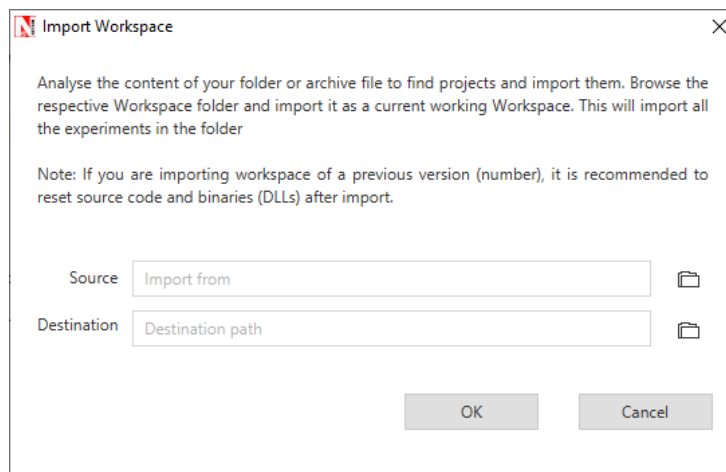 Import Workspace
Analyse the content of your folder or archive file to find projects and import them. Browse the
respective Workspace folder and import it as a current working Workspace. This will import all
the experiments in the folder
Note: If you are importing workspace of a previous version (number), it is recommended to
reset source code and binaries (DLLs) after import.
Source Import from
Destination Destination path
OK Cancel